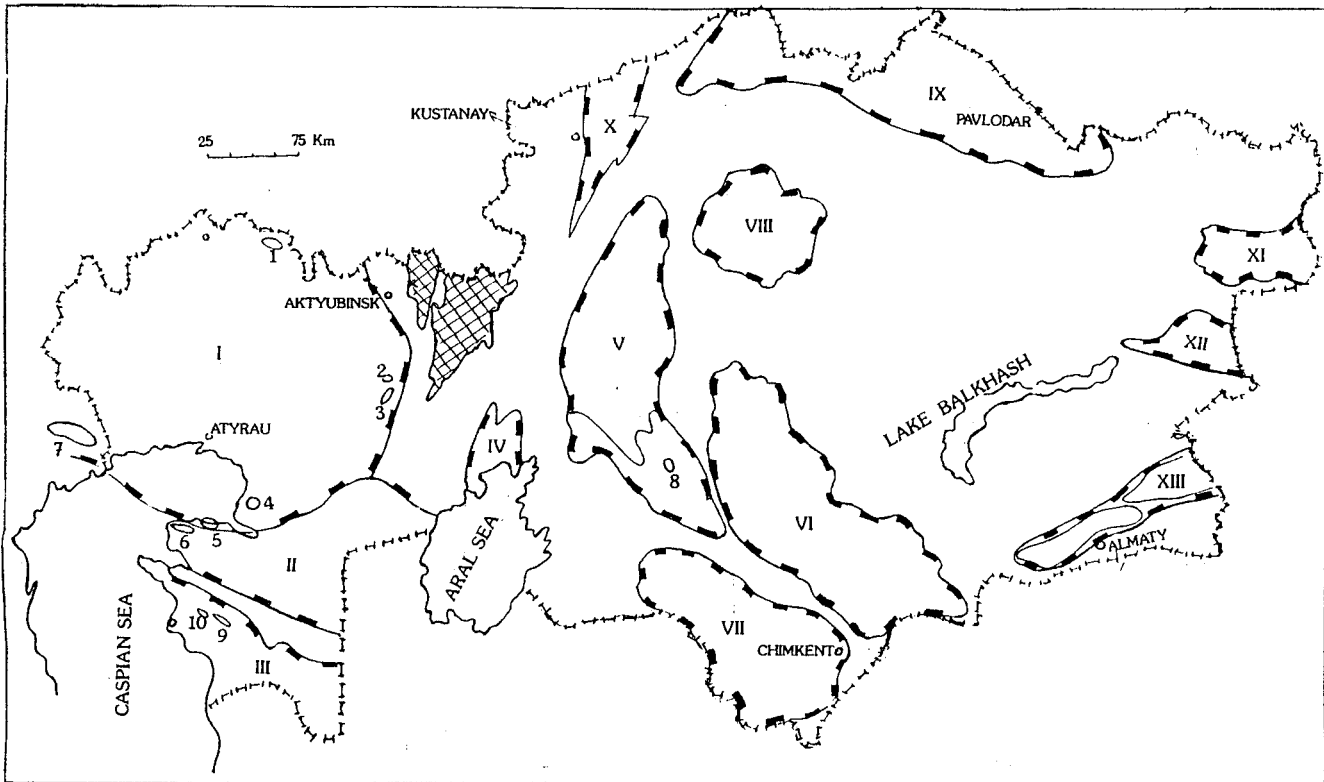 KUSTANAY
X
IX
PAVLODAR
25 75 Km
VIII
XI
1
AKTYUBINSK
I
V
XII
2
3
LAKE BALKHASH
ATYRAU
7
IV
8
XIII
4
6 5
VI
ALMATY
II
ARAL SEA
10 9
VII
CHIMKENT
CASPIAN SEA
III